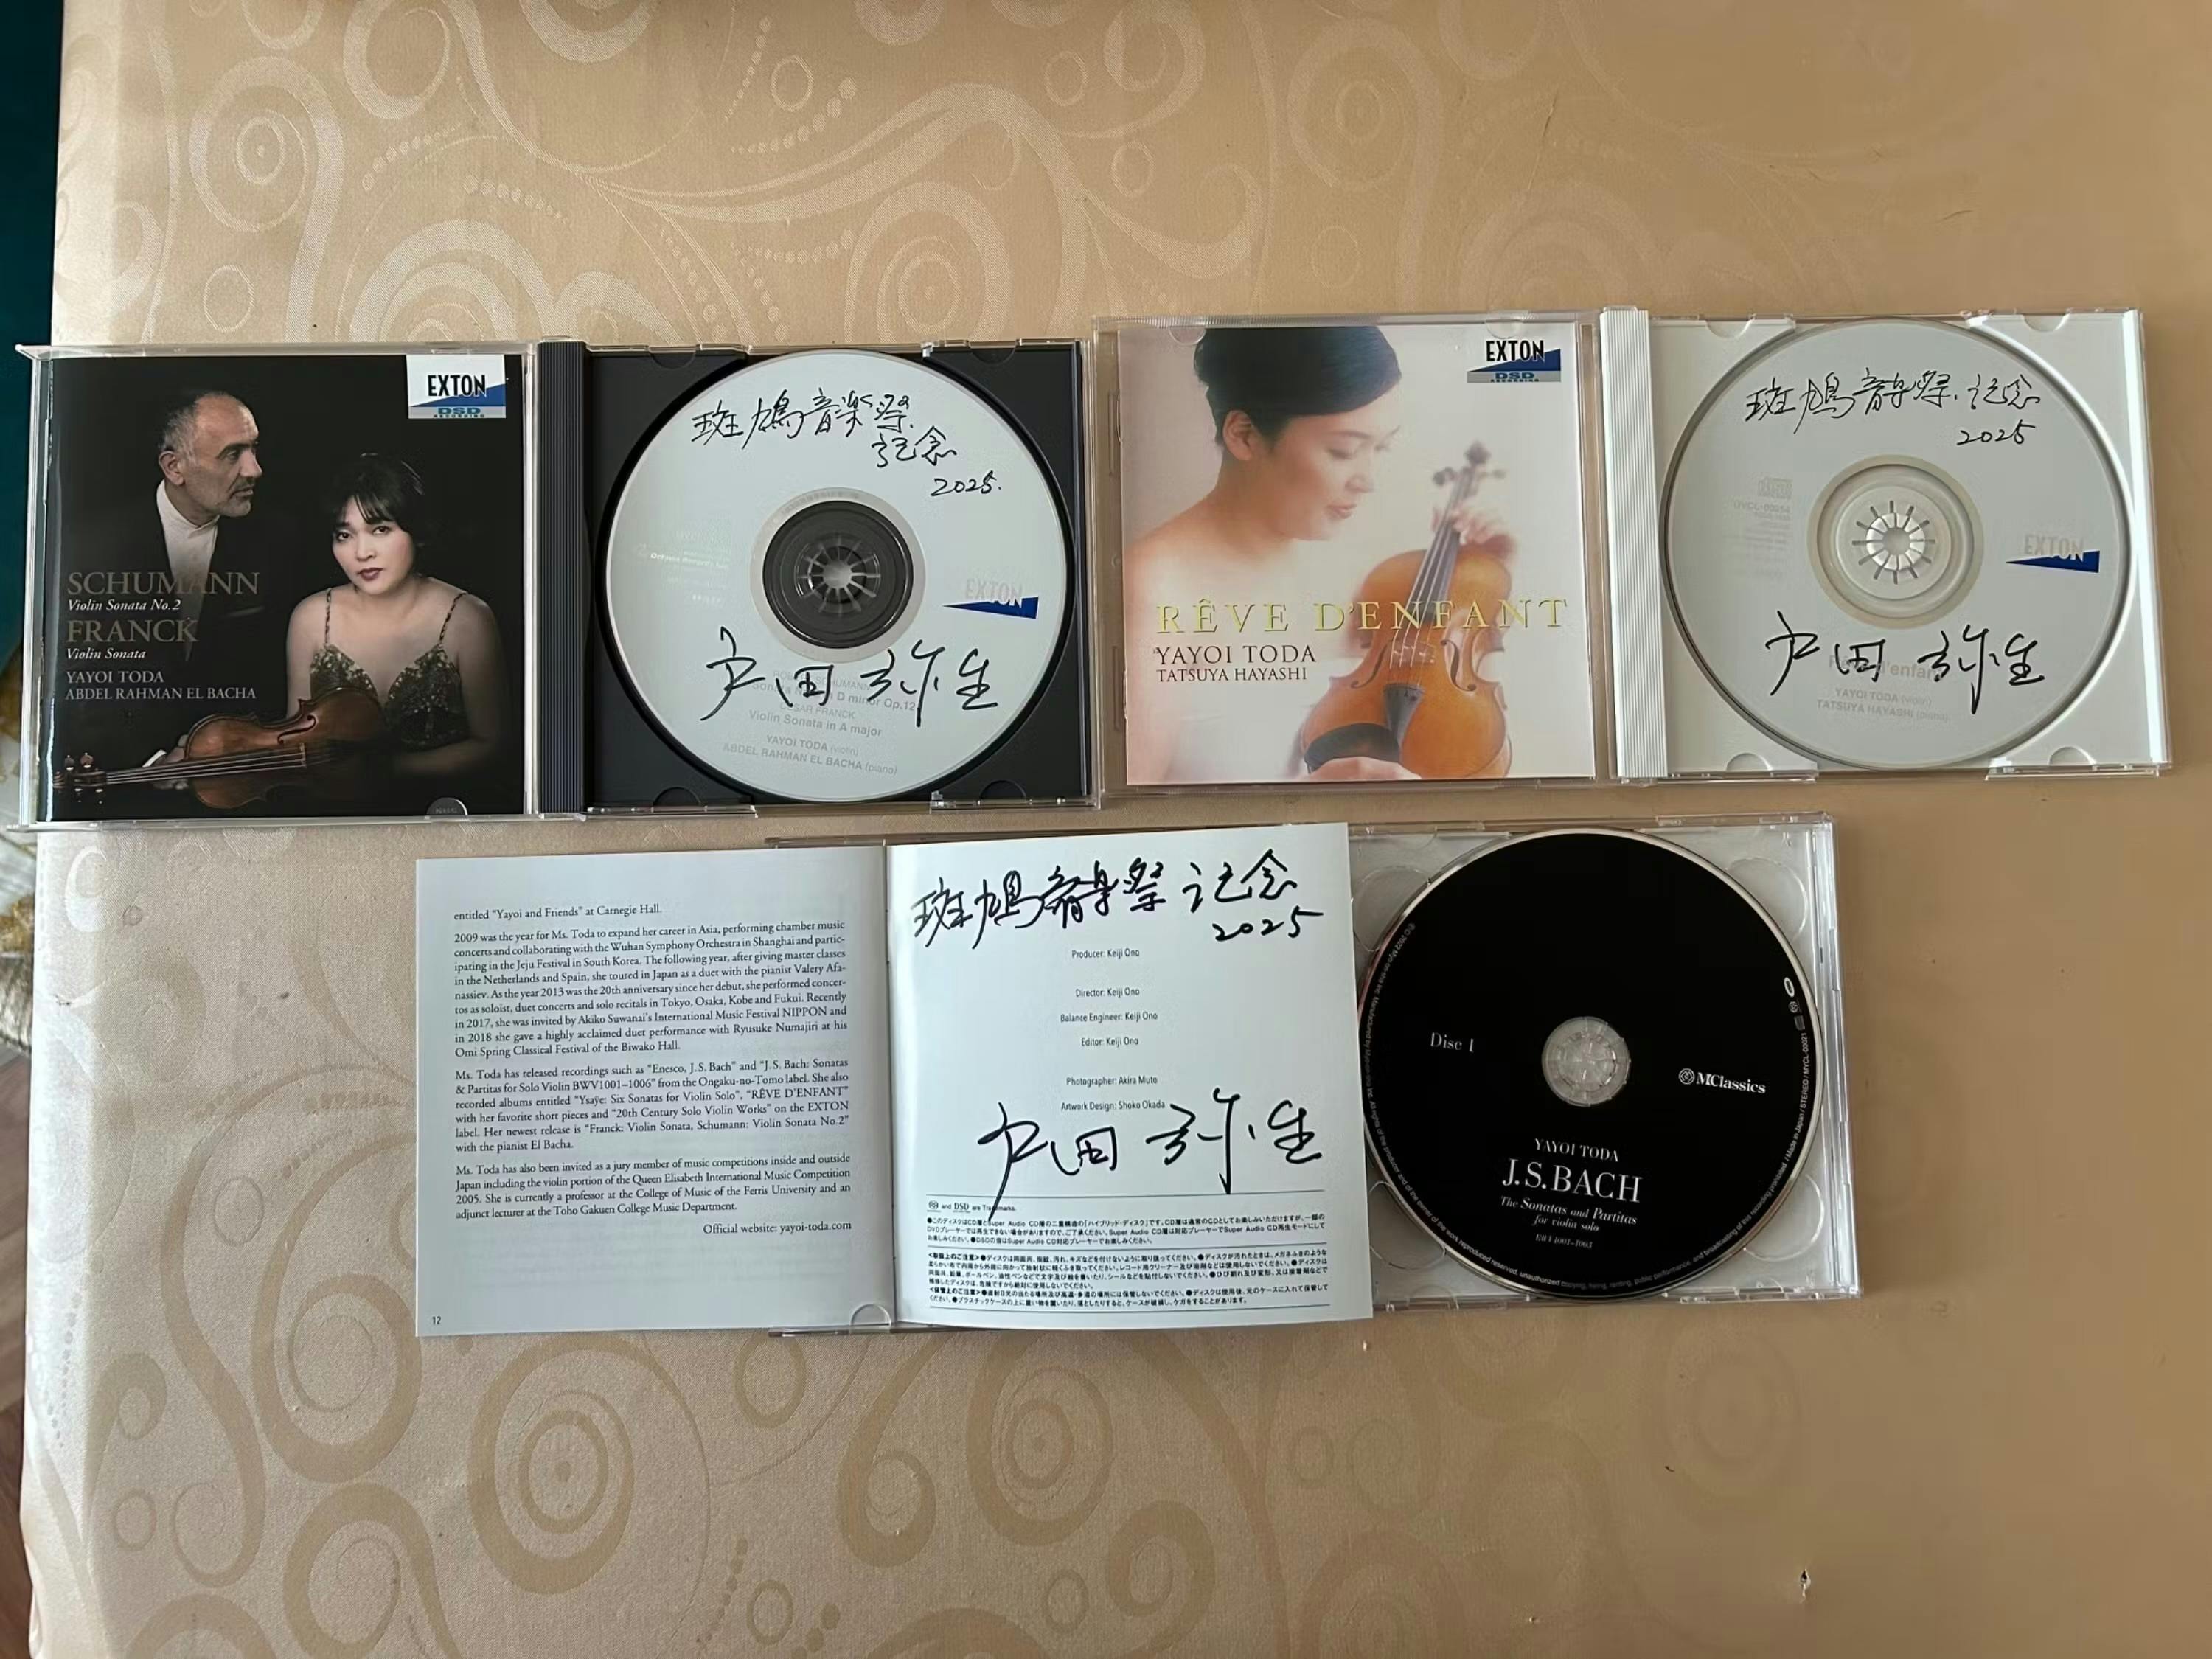 EXTON
DSD
RECORDING
SCHUMANN
Violin Sonata No.2
FRANCK
Violin Sonata
YAYOI TODA
ABDEL RAHMAN EL BACHA
斑鳩音楽祭
记念
2025.
EXTON
戸田弥生
Violin Sonata in A major
YAYOI TODA (violin)
ABDEL RAHMAN EL BACHA (piano)
EXTON
DSD
RECORDING
RÊVE D'ENFANT
YAYOI TODA
TATSUYA HAYASHI
斑鳩音楽祭.记念
2025
EXTON
戸田弥生
YAYOI TODA (violin)
TATSUYA HAYASHI (piano)
entitled “Yayoi and Friends” at Carnegie Hall.
2009 was the year for Ms. Toda to expand her career in Asia, performing chamber music
concerts and collaborating with the Wuhan Symphony Orchestra in Shanghai and partic-
ipating in the Jeju Festival in South Korea. The following year, after giving master classes
in the Netherlands and Spain, she toured in Japan as a duet with the pianist Valery Afa-
nassiev. As the year 2013 was the 20th anniversary since her debut, she performed concer-
tos as soloist, duet concerts and solo recitals in Tokyo, Osaka, Kobe and Fukui. Recently
in 2017, she was invited by Akiko Suwanai's International Music Festival NIPPON and
in 2018 she gave a highly acclaimed duet performance with Ryusuke Numajiri at his
Omi Spring Classical Festival of the Biwako Hall.
Ms. Toda has released recordings such as “Enesco, J. S. Bach” and “J. S. Bach: Sonatas
& Partitas for Solo Violin BWV1001–1006” from the Ongaku-no-Tomo label. She also
recorded albums entitled “Ysaÿe: Six Sonatas for Violin Solo”, “RÊVE D'ENFANT”
with her favorite short pieces and “20th Century Solo Violin Works” on the EXTON
label. Her newest release is “Franck: Violin Sonata, Schumann: Violin Sonata No.2”
with the pianist El Bacha.
Ms. Toda has also been invited as a jury member of music competitions inside and outside
Japan including the violin portion of the Queen Elisabeth International Music Competition
2005. She is currently a professor at the College of Music of the Ferris University and an
adjunct lecturer at the Toho Gakuen College Music Department.
Official website: yayoi-toda.com
12
斑鳩音楽祭 记念
2025
Producer: Keiji Ono
Director: Keiji Ono
Balance Engineer: Keiji Ono
Editor: Keiji Ono
Photographer: Akira Muto
Artwork Design: Shoko Okada
戸田弥生
and DSD are Trademarks.
Disc 1
MClassics
YAYOI TODA
J.S.BACH
The Sonatas and Partitas
for violin solo
BWV 1001–1003